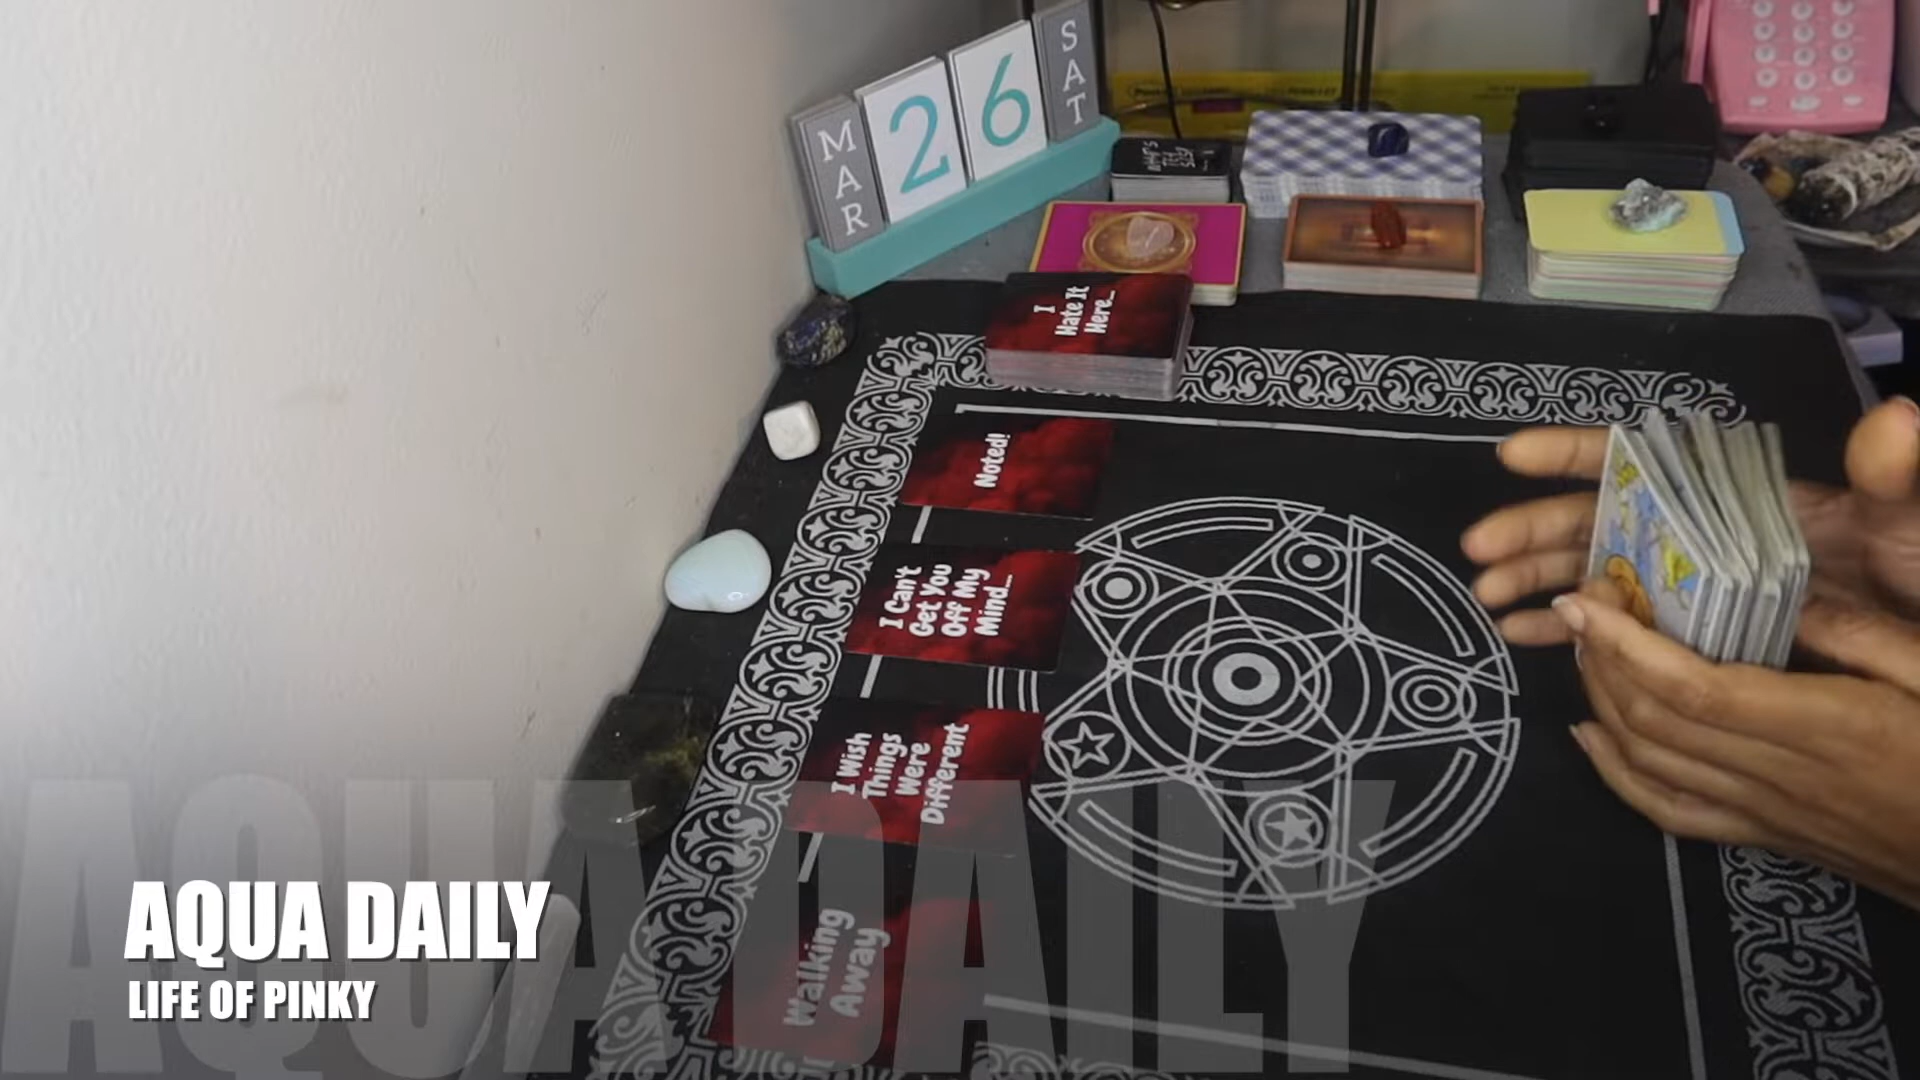 MAR
26
SAT
I
Hate It
Here...
Noted!
I Can't
Get You
Off My
Mind...
I Wish
Things
Were
Different
Walking
Away
AQUA DAILY
AQUA DAILY
LIFE OF PINKY